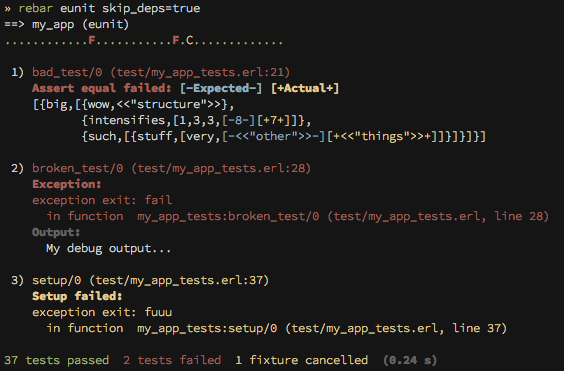 » rebar eunit skip_deps=true
==> my_app (eunit)
............F...........F.C.............
1) bad_test/0 (test/my_app_tests.erl:21)
Assert equal failed: [-Expected-] [+Actual+]
[{big,[{wow,<<"structure">>},
{intensifies,[1,3,3,[-8-][+7+]]},
{such,[{stuff,[very,[-<<"other">>-][+<<"things">>+]]}]}]}]
2) broken_test/0 (test/my_app_tests.erl:28)
Exception:
exception exit: fail
in function  my_app_tests:broken_test/0 (test/my_app_tests.erl, line 28)
Output:
My debug output...
3) setup/0 (test/my_app_tests.erl:37)
Setup failed:
exception exit: fuuu
in function  my_app_tests:setup/0 (test/my_app_tests.erl, line 37)
37 tests passed  2 tests failed  1 fixture cancelled  (0.24 s)